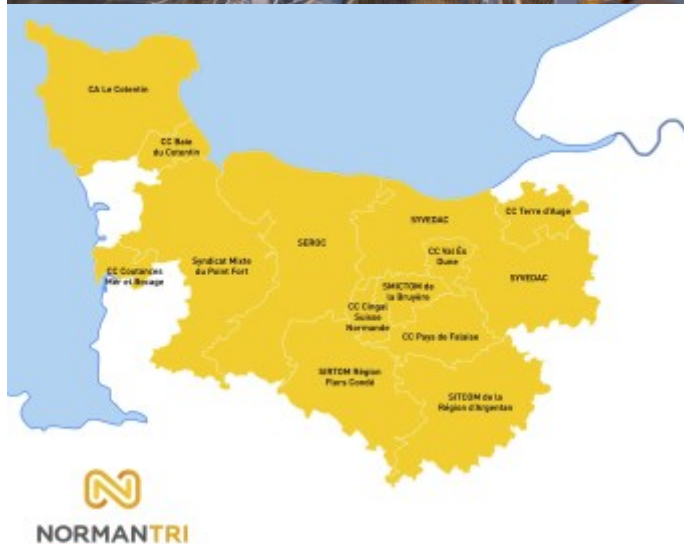 CA Le Cotentin
CC Baie
du Cotentin
CC Terre d'Auge
SYVEDAC
SEROC
CC Val Ès
Dune
Syndicat Mixte
du Point Fort
SYVEDAC
CC Coutances
Mer et Bocage
SMICTOM de
la Bruyère
CC Cingal
Suisse
Normande
CC Pays de Falaise
SIRTOM Région
Flers Condé
SITCOM de la
Région d'Argentan
NORMANTRI